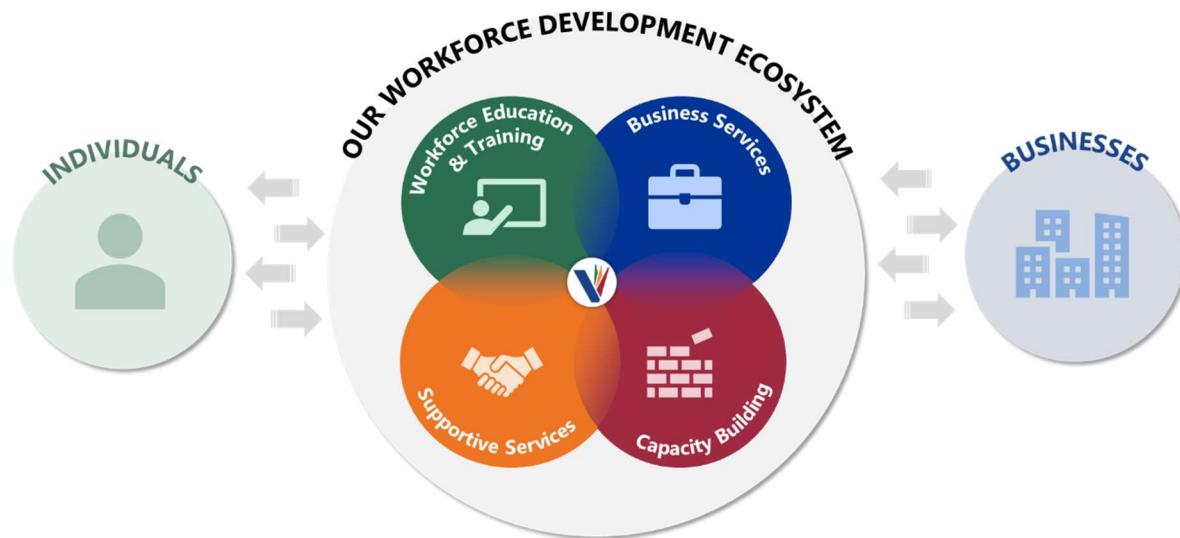 OUR WORKFORCE DEVELOPMENT ECOSYSTEM
INDIVIDUALS
Workforce Education
& Training
Business Services
Supportive Services
Capacity Building
BUSINESSES